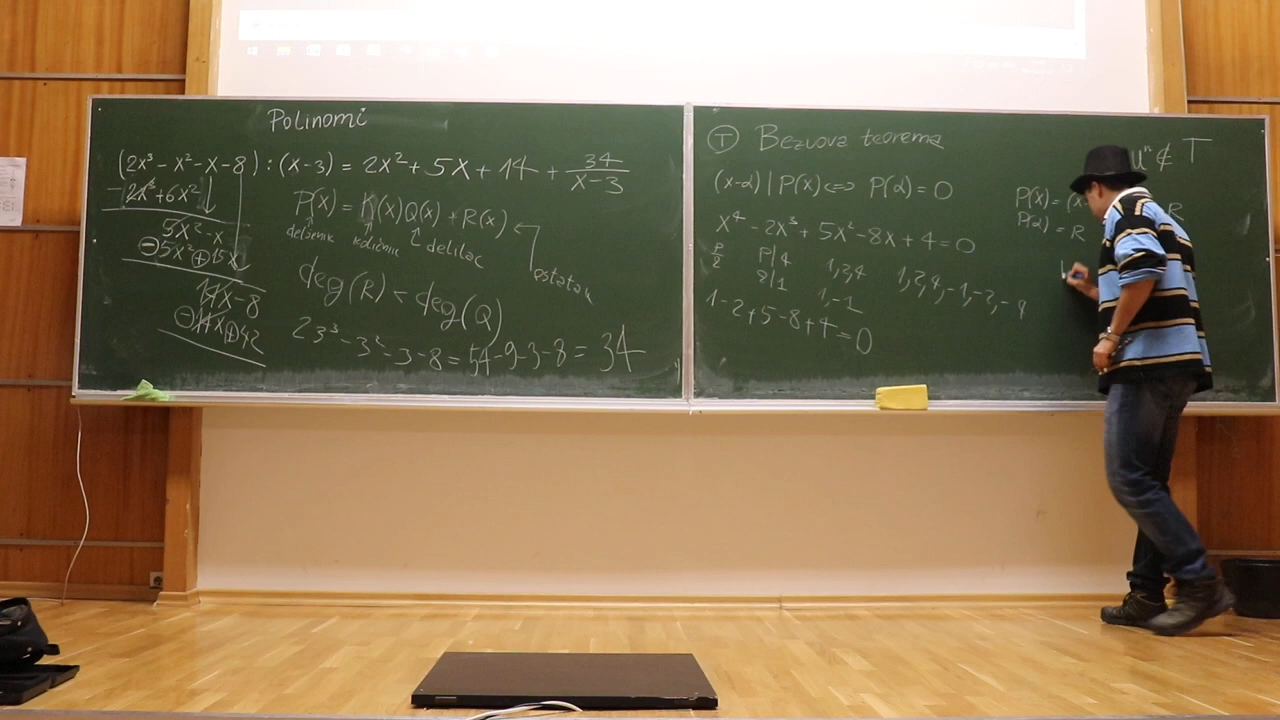 Polinomi
(2x³ - x² - x - 8) : (x - 3) = 2x² + 5x + 14 + 34/(x-3)
- 2x³ + 6x²
5x² - x
⊖ 5x² ⊕ 15x
14x - 8
⊖ 14x ⊕ 42
P(x) = K(x)Q(x) + R(x)
deljenik količnik delilac ostatak
deg(R) < deg(Q)
2 3³ - 3² - 3 - 8 = 54 - 9 - 3 - 8 = 34
Ⓣ Bezuova teorema
(x-α) | P(x) ⇔ P(α) = 0
x⁴ - 2x³ + 5x² - 8x + 4 = 0
p/2 p|4 1,2,4 1,2,4,-1,-2,-4
2|1 1,-1
1 - 2 + 5 - 8 + 4 = 0
uⁿ ∉ T
P(x) = (x R
P(α) = R